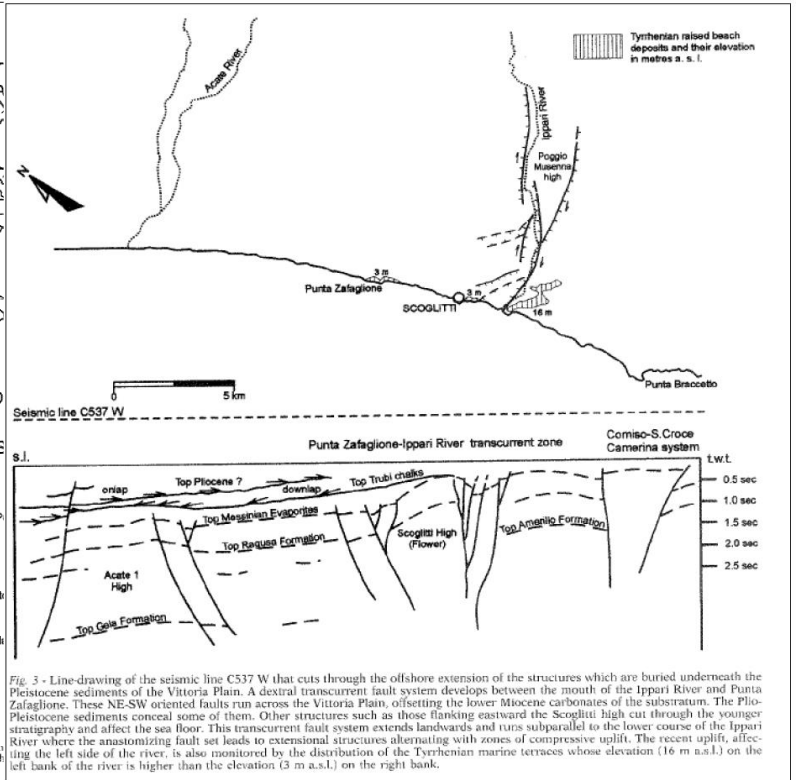 Tyrrhenian raised beach
deposits and their elevation
in metres a. s. l.
Acate River
Ippari River
Poggio
Musenna
high
N
3 m
Punta Zafaglione
3 m
SCOGLITTI
16 m
0
5 km
Punta Braccetto
Seismic line C537 W
Punta Zafaglione-Ippari River transcurrent zone
Comiso-S.Croce
Camerina system
s.l.
t.w.t.
Top Pliocene ?
Top Trubi chalks
onlap
downlap
0.5 sec
1.0 sec
1.5 sec
2.0 sec
2.5 sec
Top Messinian Evaporites
Top Ragusa Formation
Scoglitti High
(Flower)
Top Amerillo Formation
Acate 1
High
Top Gela Formation
Fig. 3 - Line-drawing of the seismic line C537 W that cuts through the offshore extension of the structures which are buried underneath the
Pleistocene sediments of the Vittoria Plain. A dextral transcurrent fault system develops between the mouth of the Ippari River and Punta
Zafaglione. These NE-SW oriented faults run across the Vittoria Plain, offsetting the lower Miocene carbonates of the substratum. The Plio-
Pleistocene sediments conceal some of them. Other structures such as those flanking eastward the Scoglitti high cut through the younger
stratigraphy and affect the sea floor. This transcurrent fault system extends landwards and runs subparallel to the lower course of the Ippari
River where the anastomizing fault set leads to extensional structures alternating with zones of compressive uplift. The recent uplift, affec-
ting the left side of the river, is also monitored by the distribution of the Tyrrhenian marine terraces whose elevation (16 m a.s.l.) on the
left bank of the river is higher than the elevation (3 m a.s.l.) on the right bank.